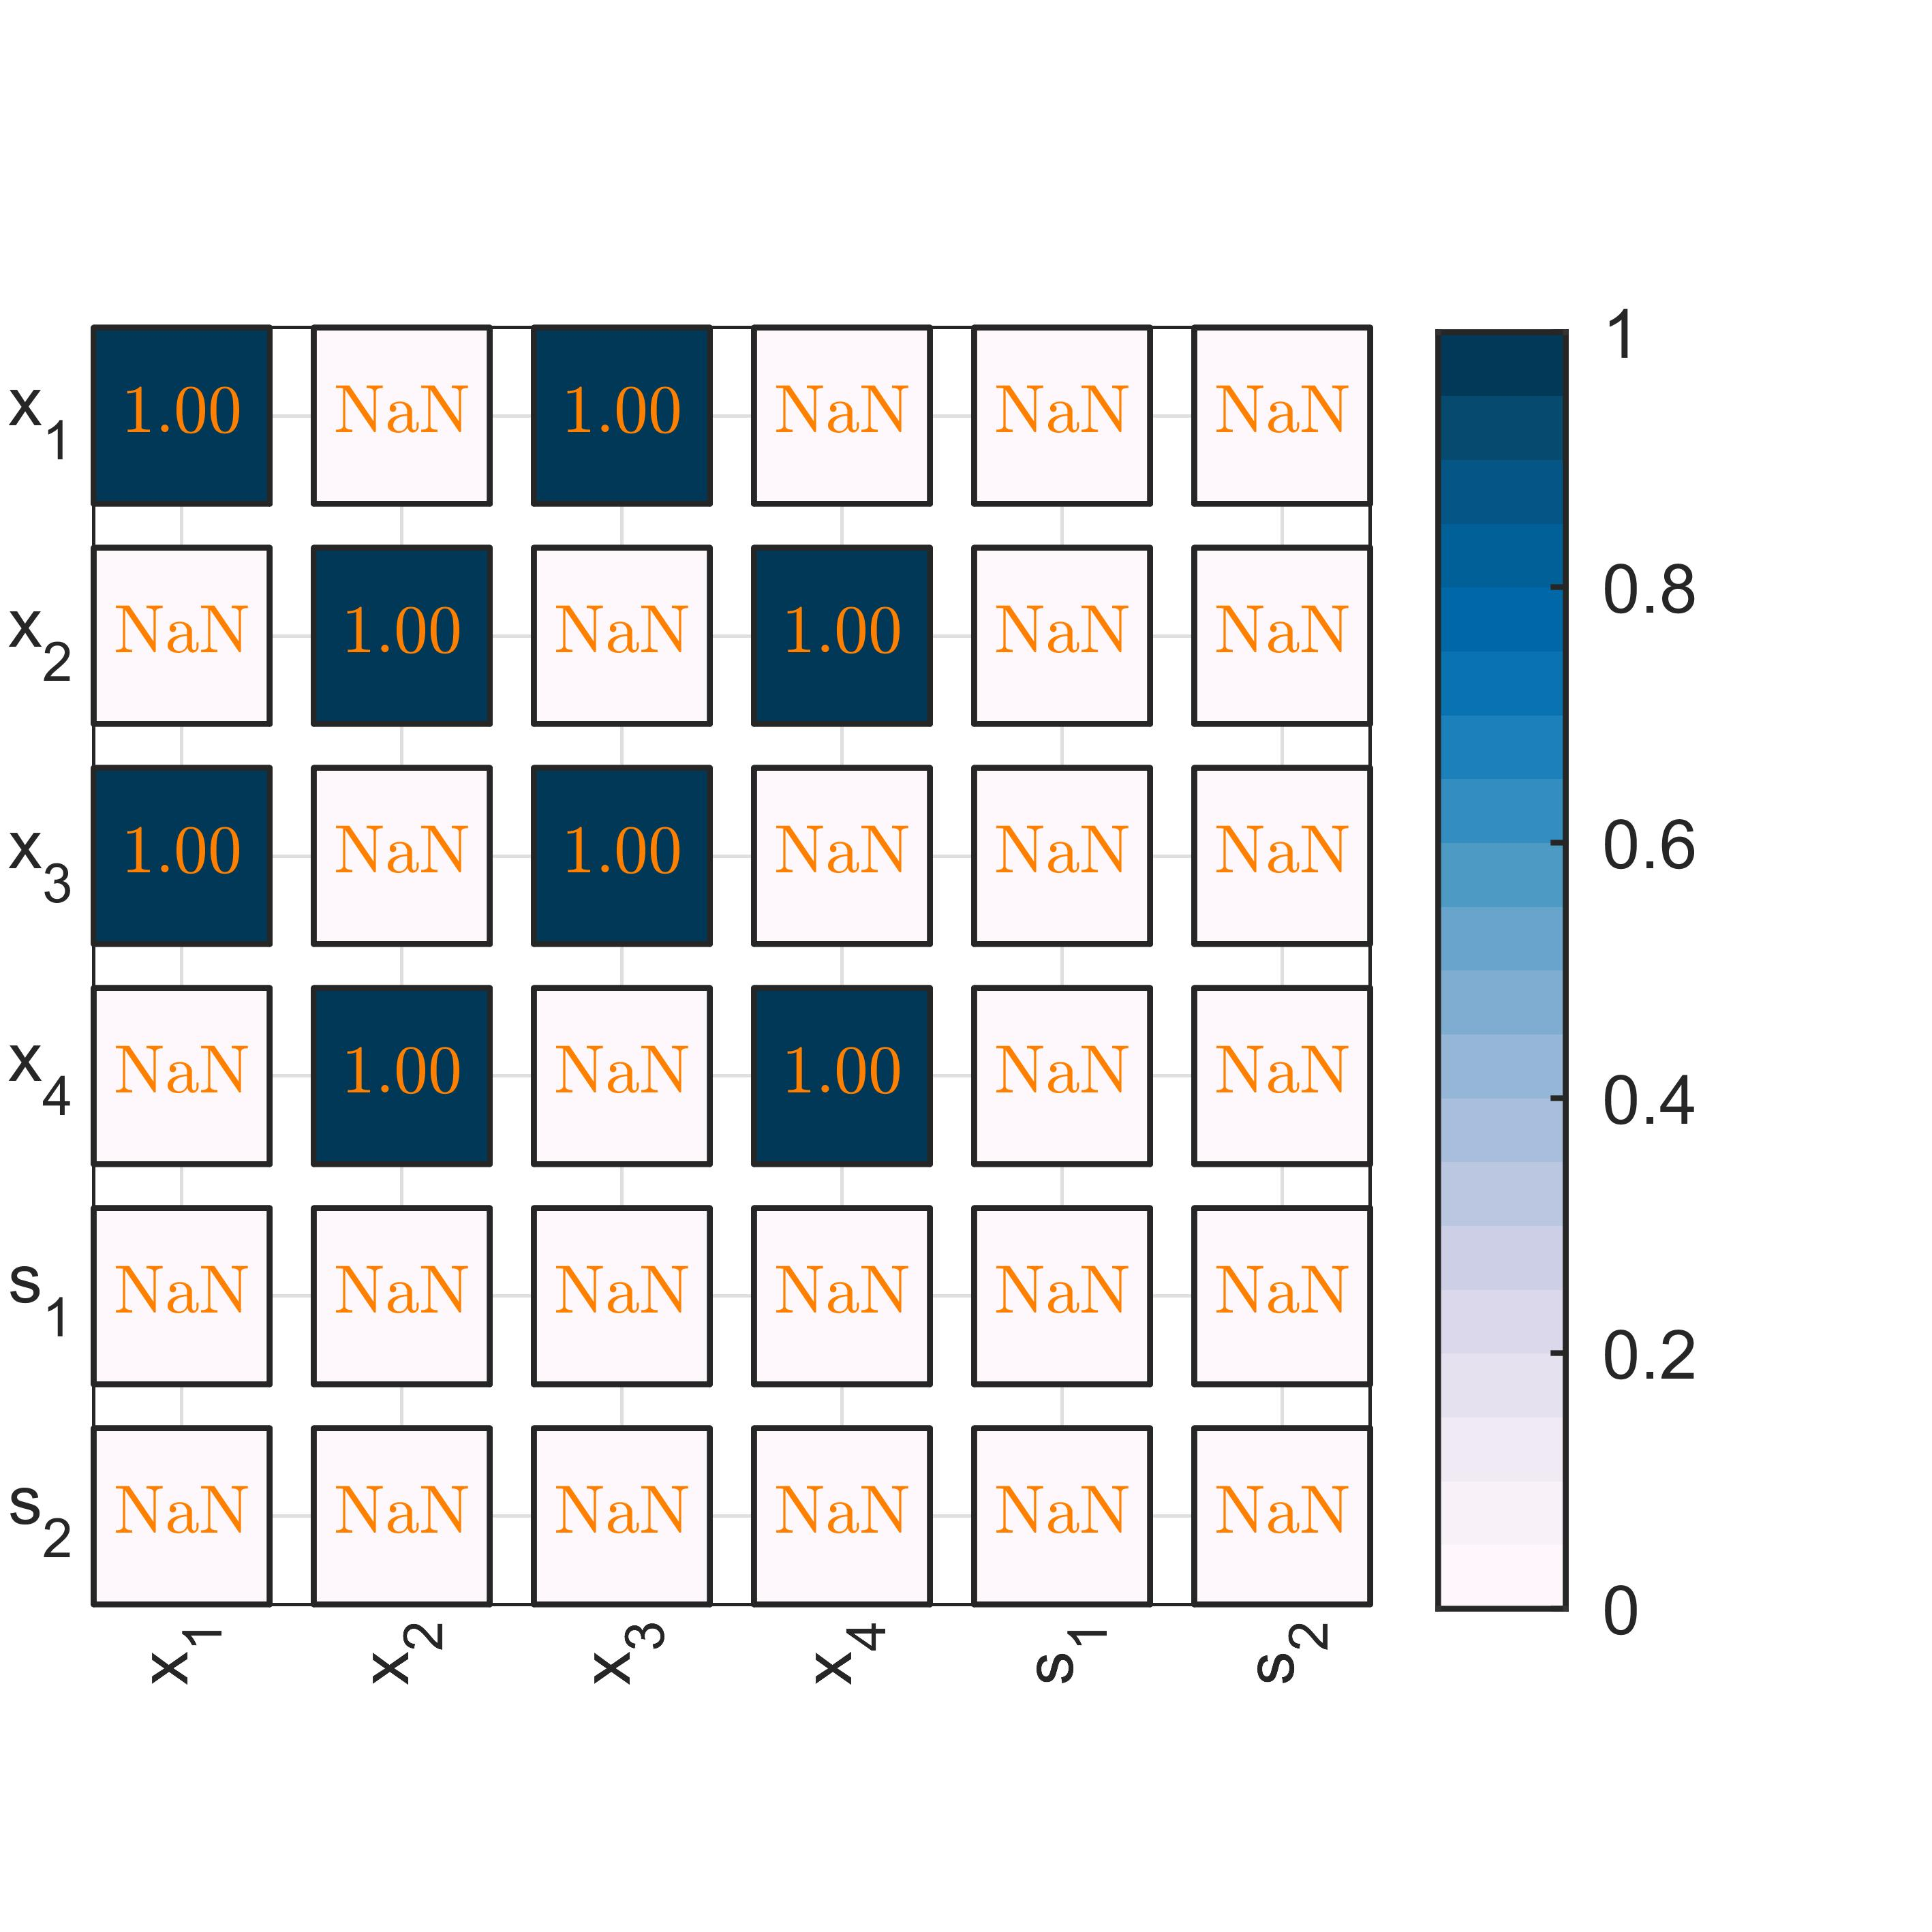 1
x₁ 1.00 NaN 1.00 NaN NaN NaN
0.8
x₂ NaN 1.00 NaN 1.00 NaN NaN
x₃ 1.00 NaN 1.00 NaN NaN NaN
0.6
x₄ NaN 1.00 NaN 1.00 NaN NaN
0.4
s₁ NaN NaN NaN NaN NaN NaN
0.2
s₂ NaN NaN NaN NaN NaN NaN
0
x₁ x₂ x₃ x₄ s₁ s₂